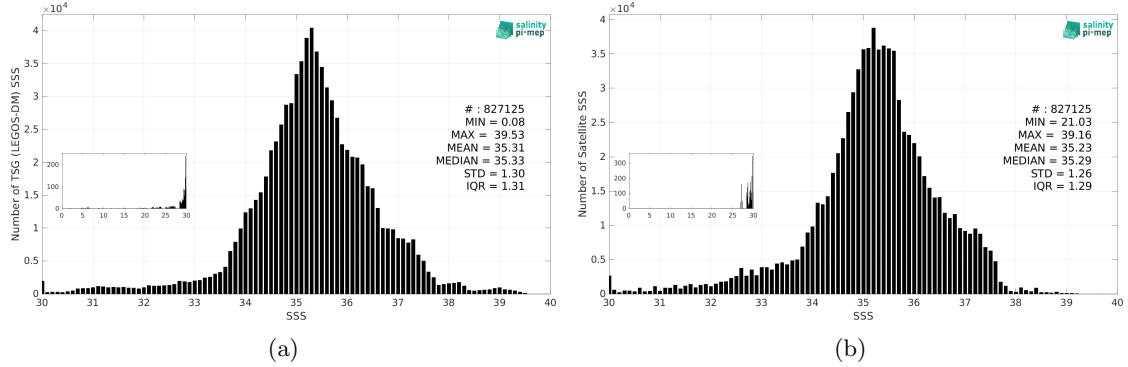 ×10⁴
4
3.5
3
2.5
2
1.5
1
0.5
0
Number of TSG (LEGOS-DM) SSS
30 31 32 33 34 35 36 37 38 39 40
SSS
salinity
pi-mep
# : 827125
MIN = 0.08
MAX = 39.53
MEAN = 35.31
MEDIAN = 35.33
STD = 1.30
IQR = 1.31
200
100
0
0 5 10 15 20 25 30
(a)
×10⁴
4
3.5
3
2.5
2
1.5
1
0.5
0
Number of Satellite SSS
30 31 32 33 34 35 36 37 38 39 40
SSS
salinity
pi-mep
# : 827125
MIN = 21.03
MAX = 39.16
MEAN = 35.23
MEDIAN = 35.29
STD = 1.26
IQR = 1.29
300
200
100
0
0 5 10 15 20 25 30
(b)